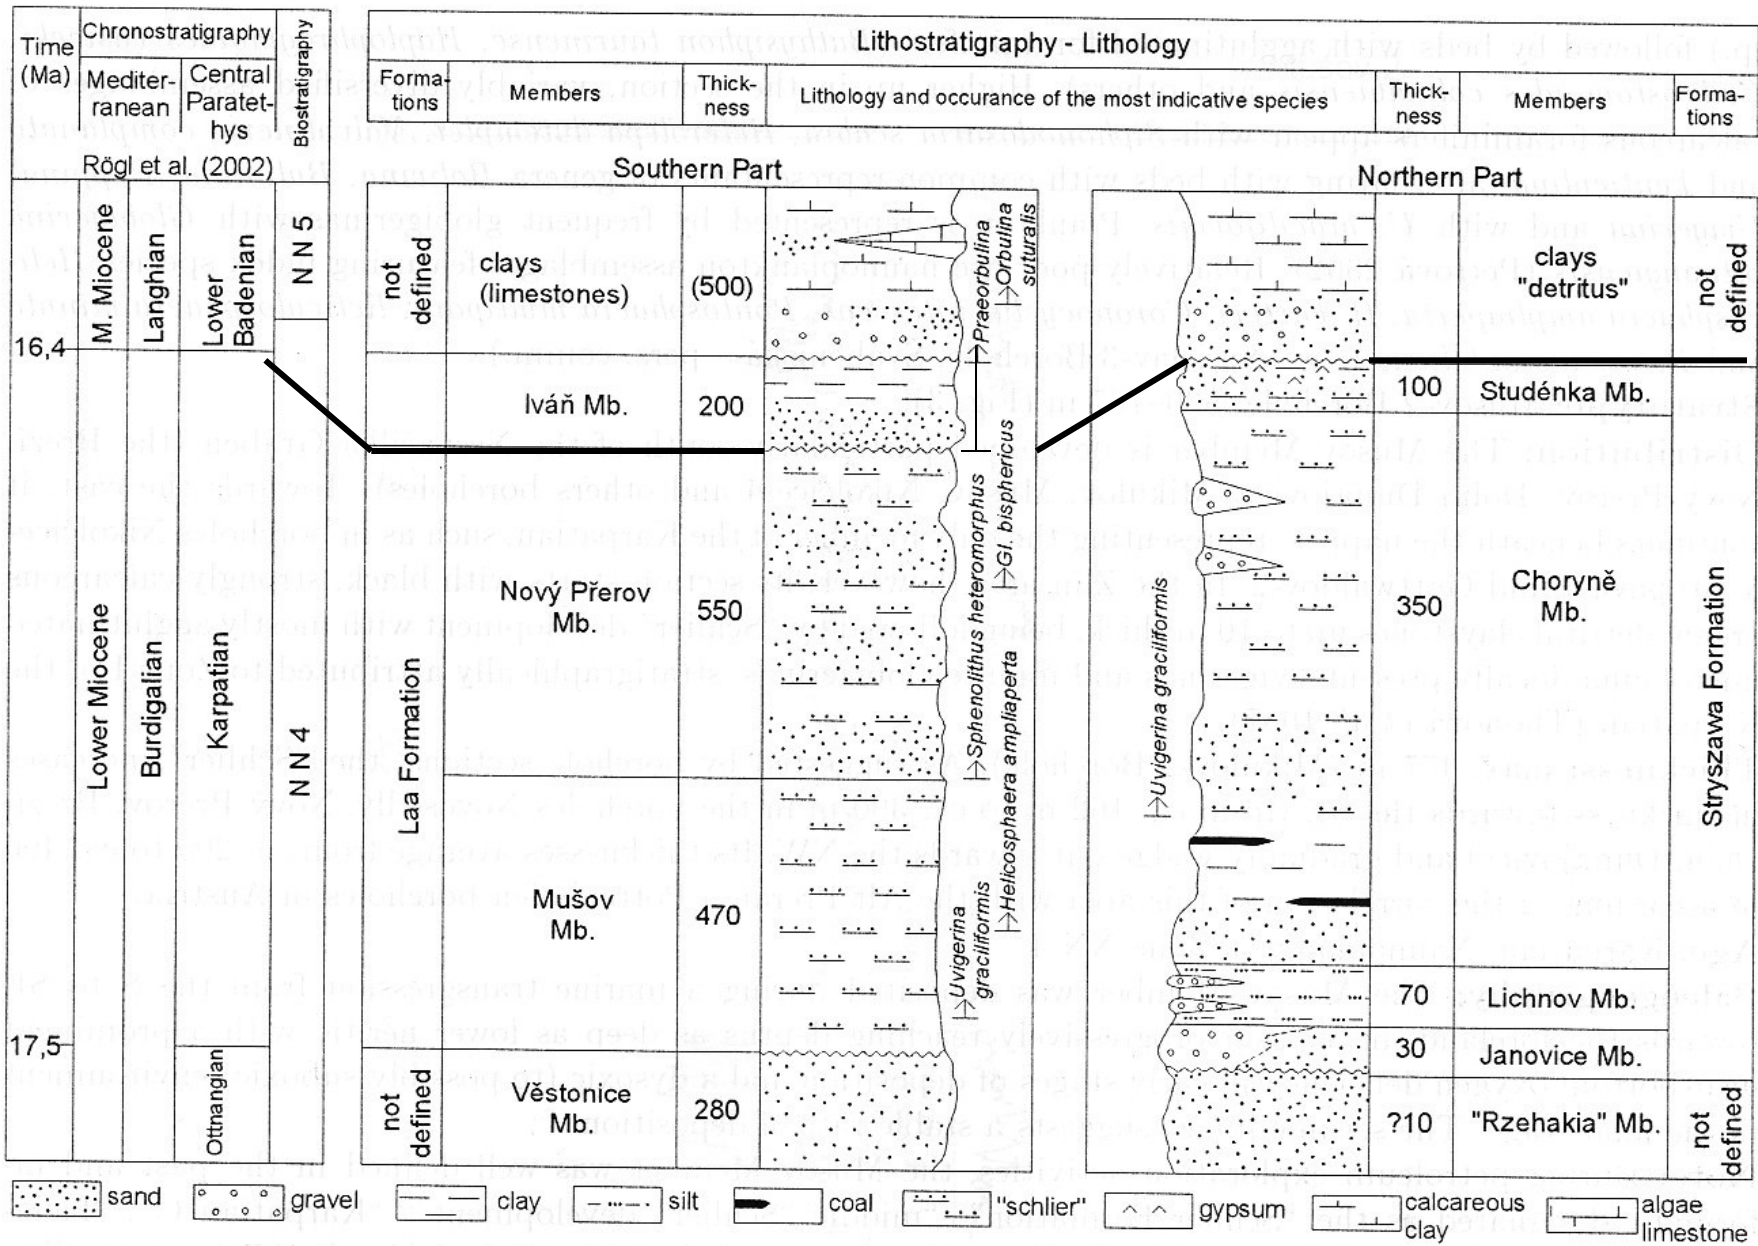 Time
(Ma)
Chronostratigraphy
Mediter-
ranean
Central
Paratet-
hys
Rögl et al. (2002)
Biostratigraphy
Lithostratigraphy - Lithology
Forma-
tions
Members
Thick-
ness
Lithology and occurance of the most indicative species
Thick-
ness
Members
Forma-
tions
Southern Part
Northern Part
16,4
17,5
M. Miocene
Lower Miocene
Langhian
Burdigalian
Lower
Badenian
Karpatian
Ottnangian
N N 5
N N 4
not
defined
Laa Formation
not
defined
clays
(limestones)
(500)
Iváň Mb.
200
Nový Prerov
Mb.
550
Mušov
Mb.
470
Věstonice
Mb.
280
Praeorbulina
Orbulina
suturalis
Sphenolithus heteromorphus
Gl. bisphericus
Helicosphaera ampliaperta
Uvigerina
graciliformis
Uvigerina graciliformis
clays
"detritus"
100
Studénka Mb.
350
Choryně
Mb.
70
Lichnov Mb.
30
Janovice Mb.
?10
"Rzehakia" Mb.
not
defined
Stryszawa Formation
not
defined
sand
gravel
clay
silt
coal
"schlier"
gypsum
calcareous
clay
algae
limestone